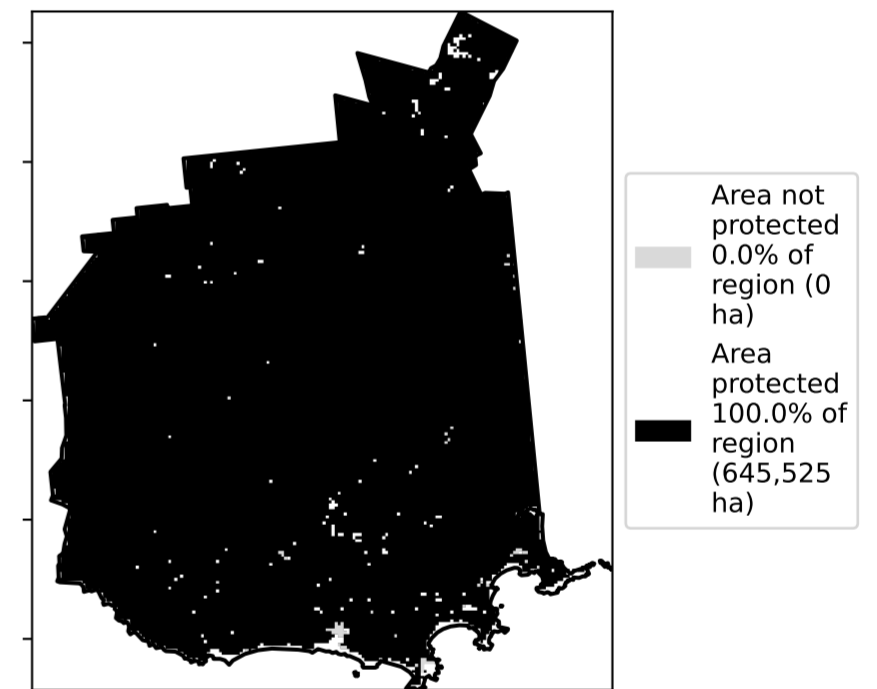 Area not
protected
0.0% of
region (0
ha)
Area
protected
100.0% of
region
(645,525
ha)